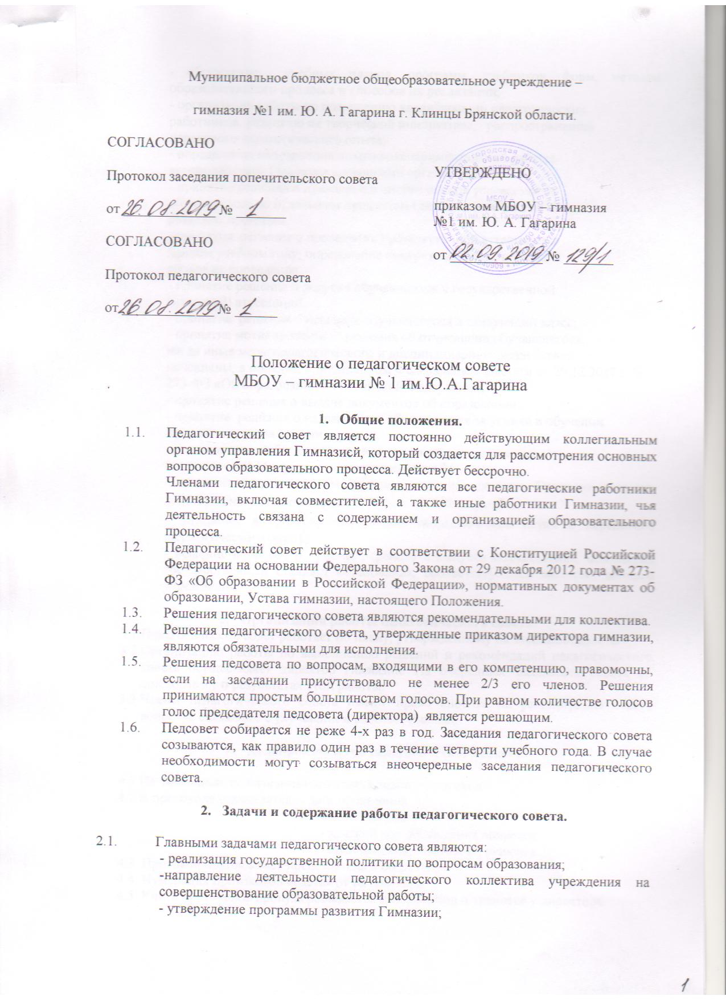 Муниципальное бюджетное общеобразовательное учреждение –
гимназия №1 им. Ю. А. Гагарина г. Клинцы Брянской области.
СОГЛАСОВАНО
Протокол заседания попечительского совета
от 26.08.2019 № 1
СОГЛАСОВАНО
Протокол педагогического совета
от 26.08.2019 № 1
УТВЕРЖДЕНО
приказом МБОУ – гимназия
№1 им. Ю. А. Гагарина
от 02.09.2019 № 129/1
Положение о педагогическом совете
МБОУ – гимназии № 1 им.Ю.А.Гагарина
1. Общие положения.
1.1. Педагогический совет является постоянно действующим коллегиальным
органом управления Гимназией, который создается для рассмотрения основных
вопросов образовательного процесса. Действует бессрочно.
Членами педагогического совета являются все педагогические работники
Гимназии, включая совместителей, а также иные работники Гимназии, чья
деятельность связана с содержанием и организацией образовательного
процесса.
1.2. Педагогический совет действует в соответствии с Конституцией Российской
Федерации на основании Федерального Закона от 29 декабря 2012 года № 273-
ФЗ «Об образовании в Российской Федерации», нормативных документах об
образовании, Устава гимназии, настоящего Положения.
1.3. Решения педагогического совета являются рекомендательными для коллектива.
1.4. Решения педагогического совета, утвержденные приказом директора гимназии,
являются обязательными для исполнения.
1.5. Решения педсовета по вопросам, входящими в его компетенцию, правомочны,
если на заседании присутствовало не менее 2/3 его членов. Решения
принимаются простым большинством голосов. При равном количестве голосов
голос председателя педсовета (директора) является решающим.
1.6. Педсовет собирается не реже 4-х раз в год. Заседания педагогического совета
созываются, как правило один раз в течение четверти учебного года. В случае
необходимости могут созываться внеочередные заседания педагогического
совета.
2. Задачи и содержание работы педагогического совета.
2.1. Главными задачами педагогического совета являются:
- реализация государственной политики по вопросам образования;
-направление деятельности педагогического коллектива учреждения на
совершенствование образовательной работы;
- утверждение программы развития Гимназии;
1